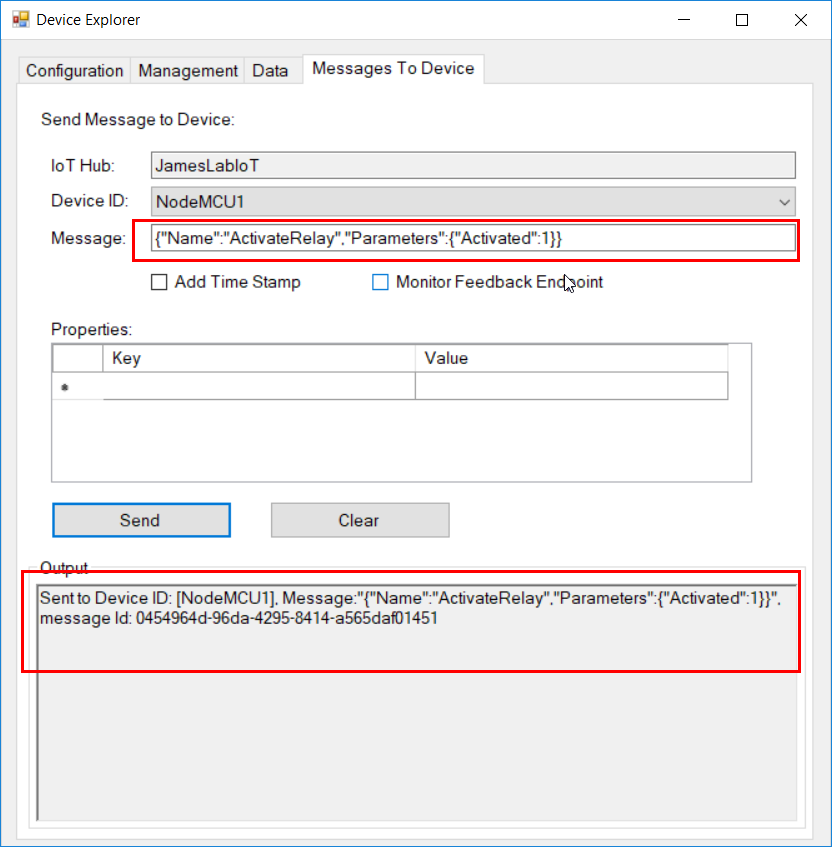 Device Explorer
Configuration Management Data Messages To Device
Send Message to Device:
IoT Hub: JamesLabIoT
Device ID: NodeMCU1
Message: {"Name":"ActivateRelay","Parameters":{"Activated":1}}
Add Time Stamp Monitor Feedback Endpoint
Properties:
Key Value
*
Send Clear
Output
Sent to Device ID: [NodeMCU1], Message:"{"Name":"ActivateRelay","Parameters":{"Activated":1}}",
message Id: 0454964d-96da-4295-8414-a565daf01451